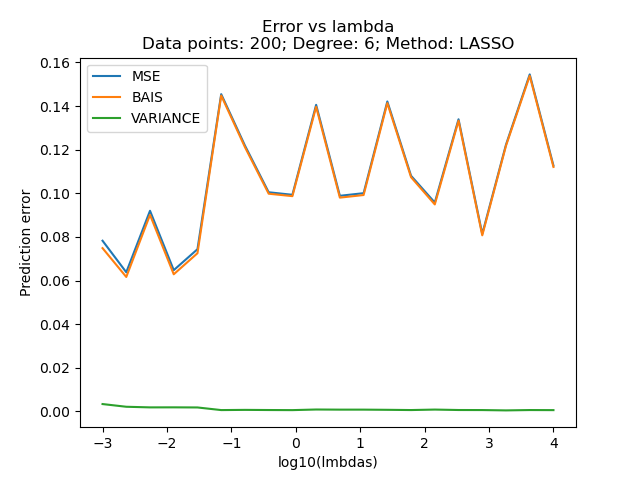 Error vs lambda
Data points: 200; Degree: 6; Method: LASSO
MSE
BAIS
VARIANCE
Prediction error
0.16
0.14
0.12
0.10
0.08
0.06
0.04
0.02
0.00
−3 −2 −1 0 1 2 3 4
log10(lmbdas)